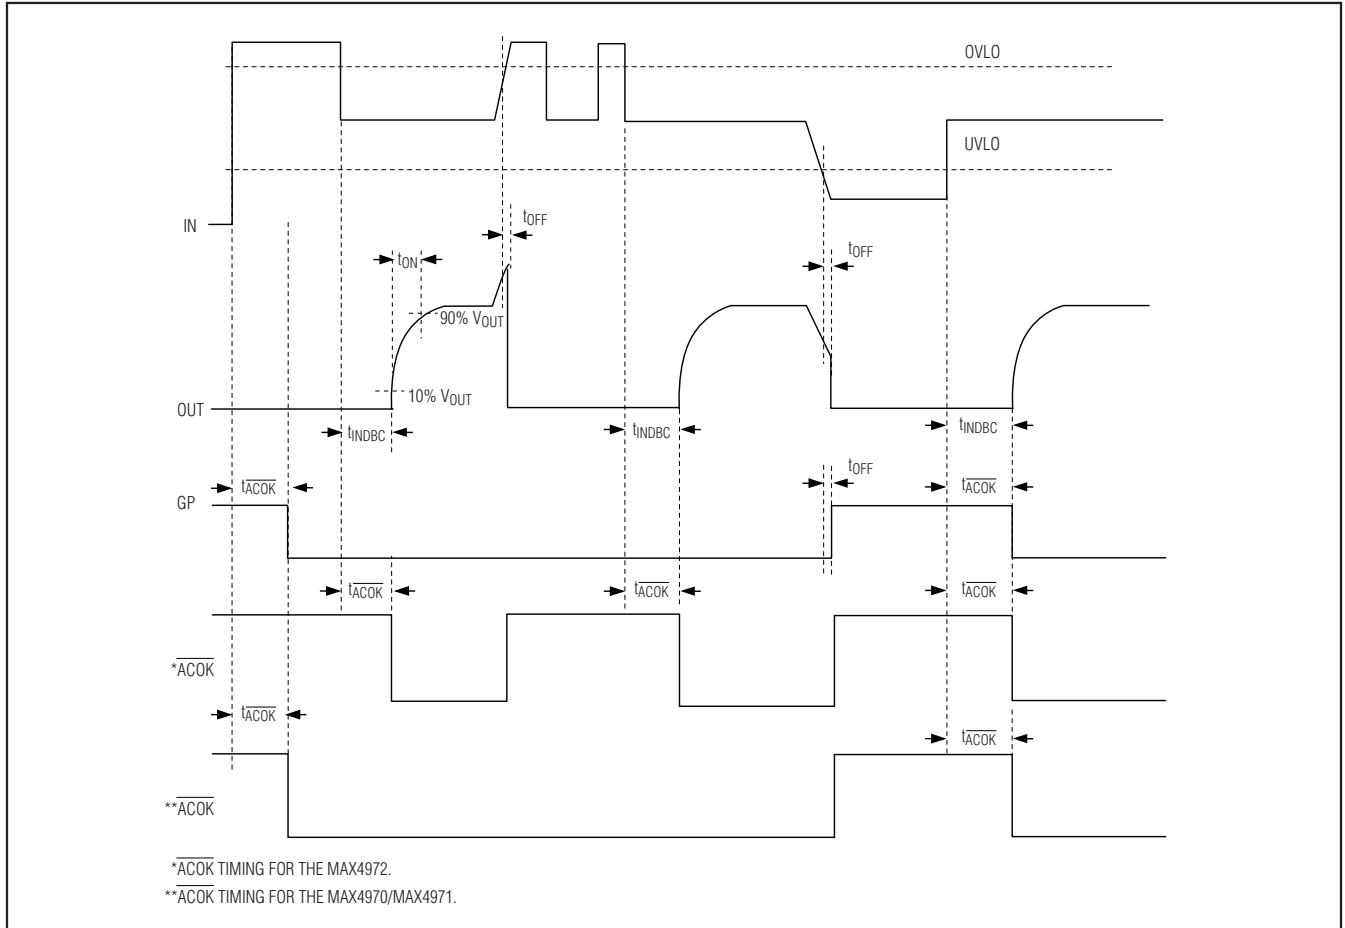 OVLO
UVLO
IN
tOFF
tON
tOFF
90% VOUT
10% VOUT
OUT
tINDBC
tINDBC
tINDBC
tOFF
tACOK
tACOK
GP
tACOK
tACOK
tACOK
*ACOK
tACOK
tACOK
**ACOK
*ACOK TIMING FOR THE MAX4972.
**ACOK TIMING FOR THE MAX4970/MAX4971.